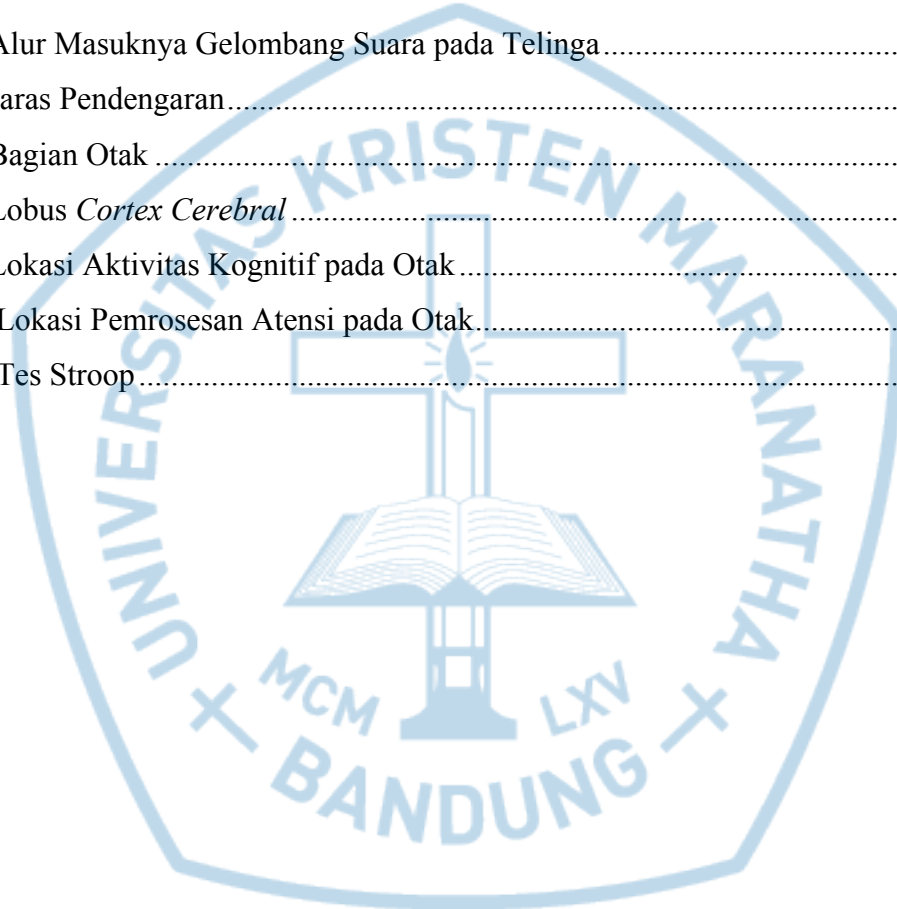 Alur Masuknya Gelombang Suara pada Telinga....................................
aras Pendengaran....................................................................................
Bagian Otak .............................................................................................
Lobus Cortex Cerebral ............................................................................
Lokasi Aktivitas Kognitif pada Otak.......................................................
Lokasi Pemrosesan Atensi pada Otak.....................................................
Tes Stroop................................................................................................
UNIVERSITAS KRISTEN MARANATHA
MCM LXV
BANDUNG